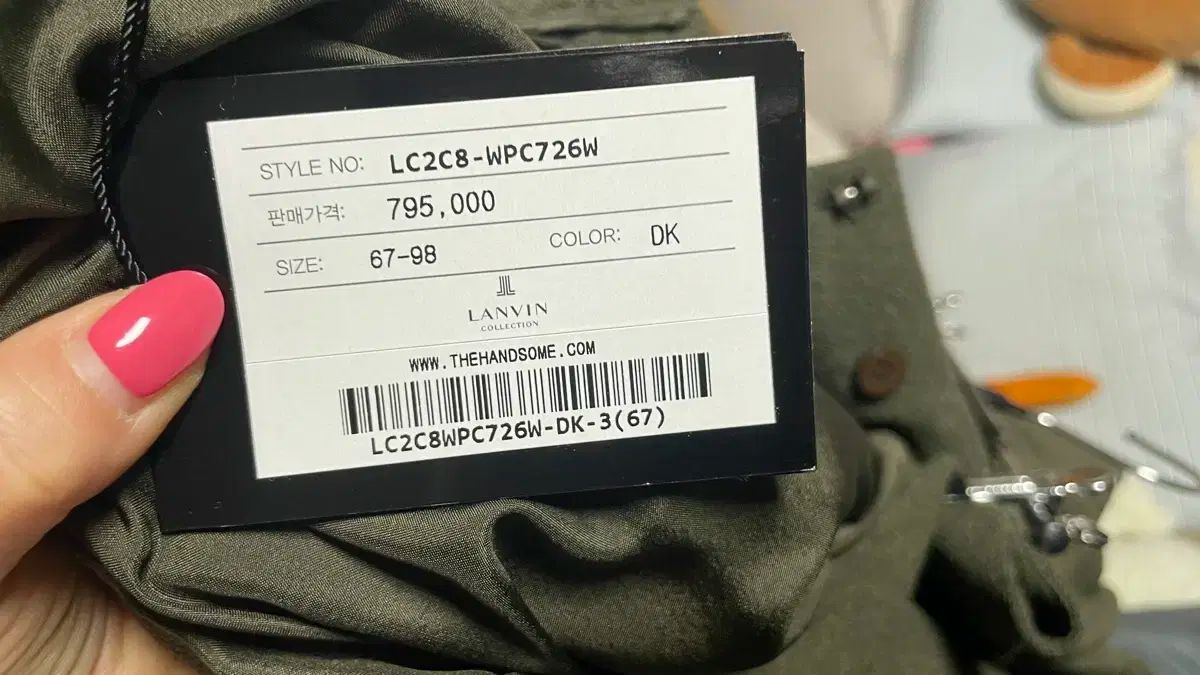 STYLE NO: LC2C8-WPC726W
판매가격: 795,000
SIZE: 67-98 COLOR: DK
LANVIN
COLLECTION
WWW.THEHANDSOME.COM
LC2C8WPC726W-DK-3(67)